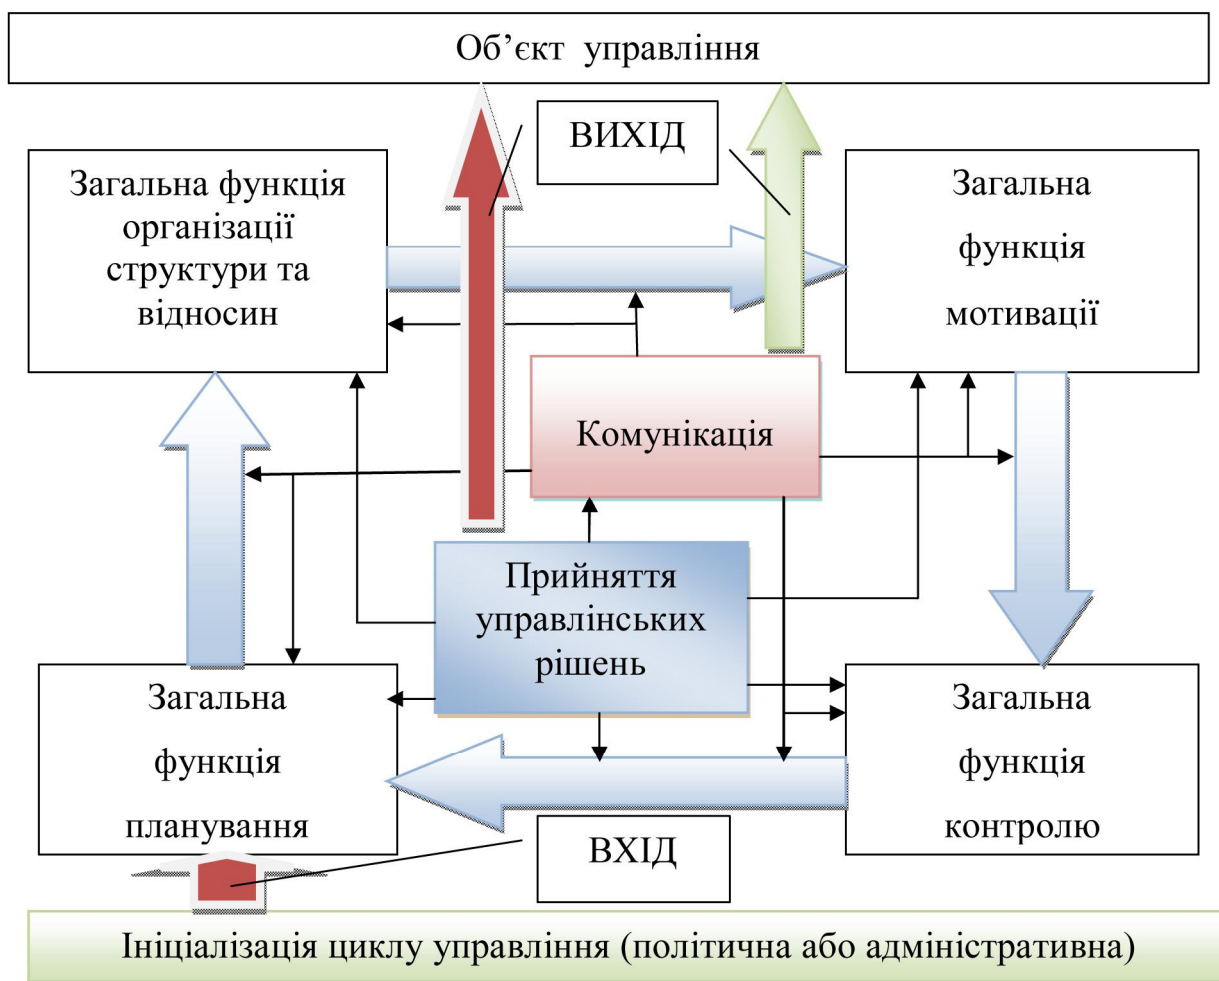 Об’єкт управління
ВИХІД
Загальна функція
організації
структури та
відносин
Загальна
функція
мотивації
Комунікація
Прийняття
управлінських
рішень
Загальна
функція
планування
Загальна
функція
контролю
ВХІД
Ініціалізація циклу управління (політична або адміністративна)